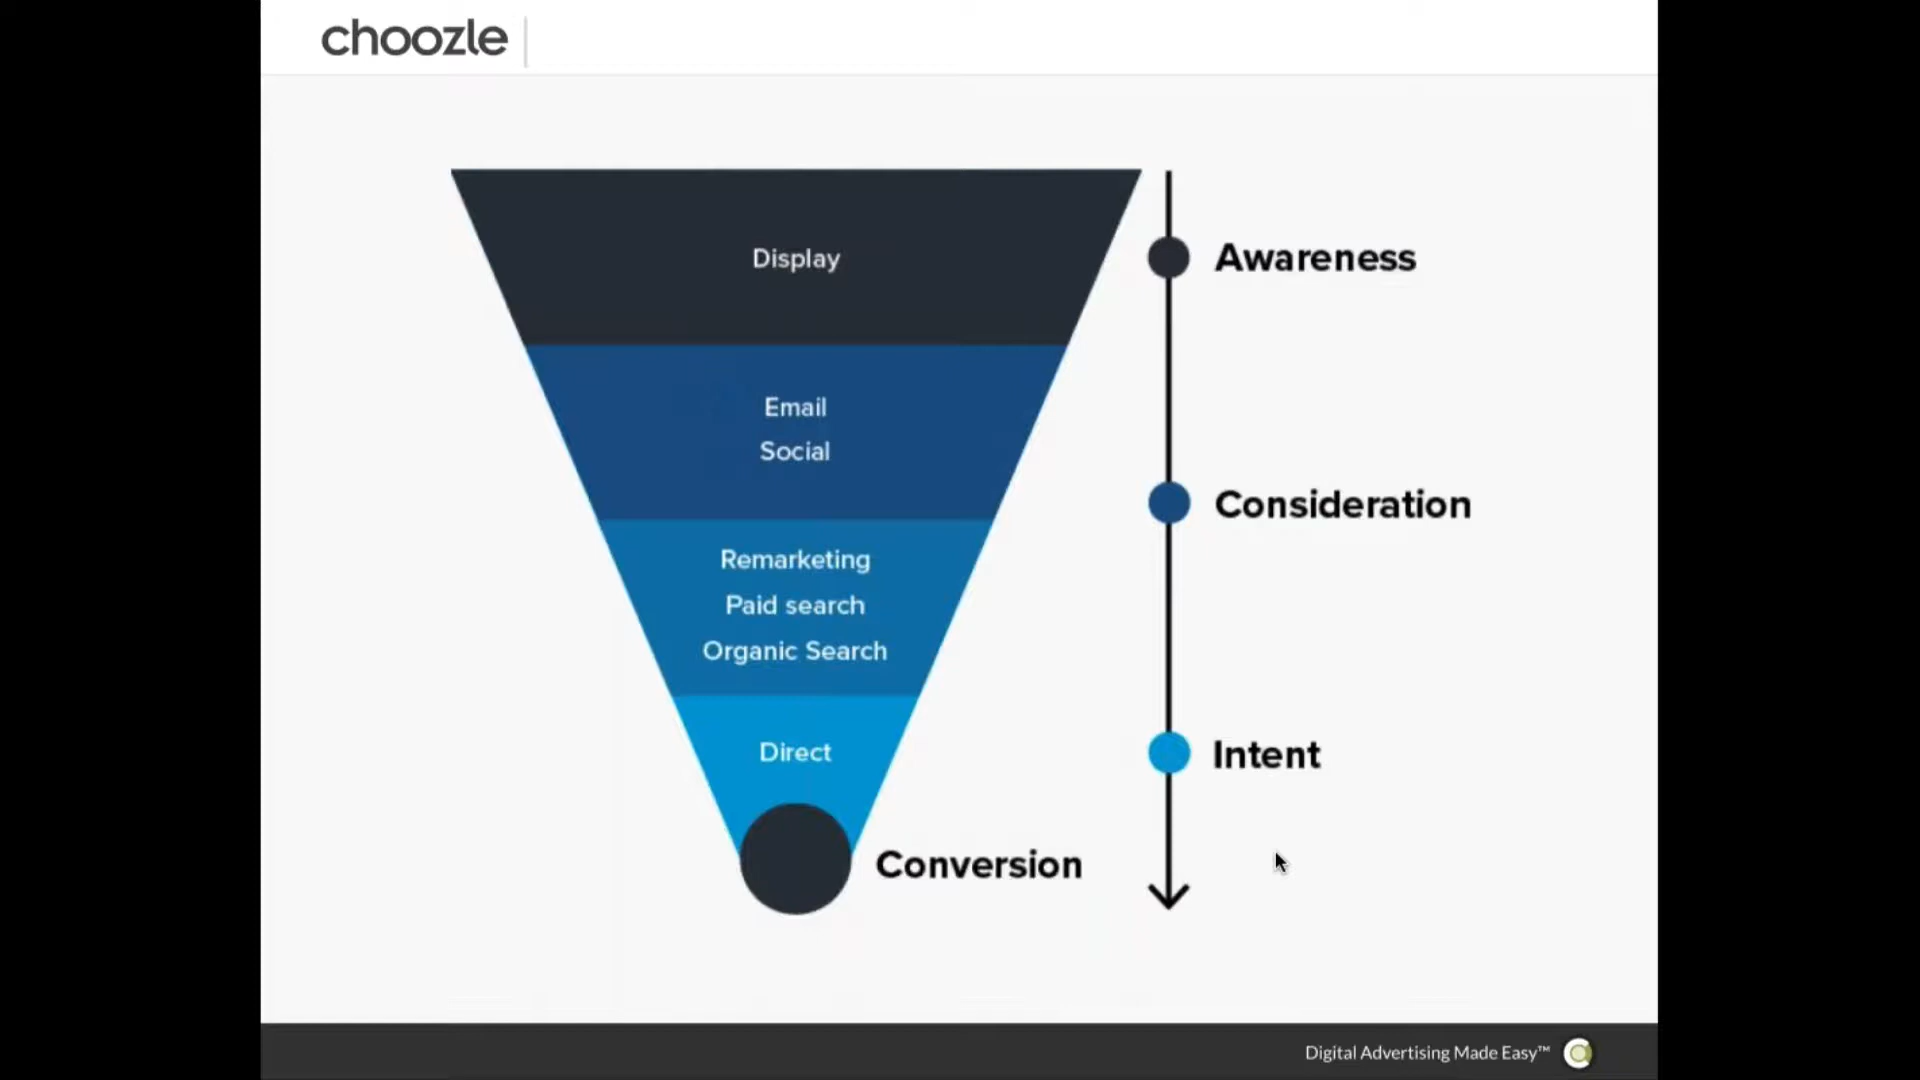 choozle
Display
Awareness
Email
Social
Consideration
Remarketing
Paid search
Organic Search
Direct
Intent
Conversion
Digital Advertising Made Easy™